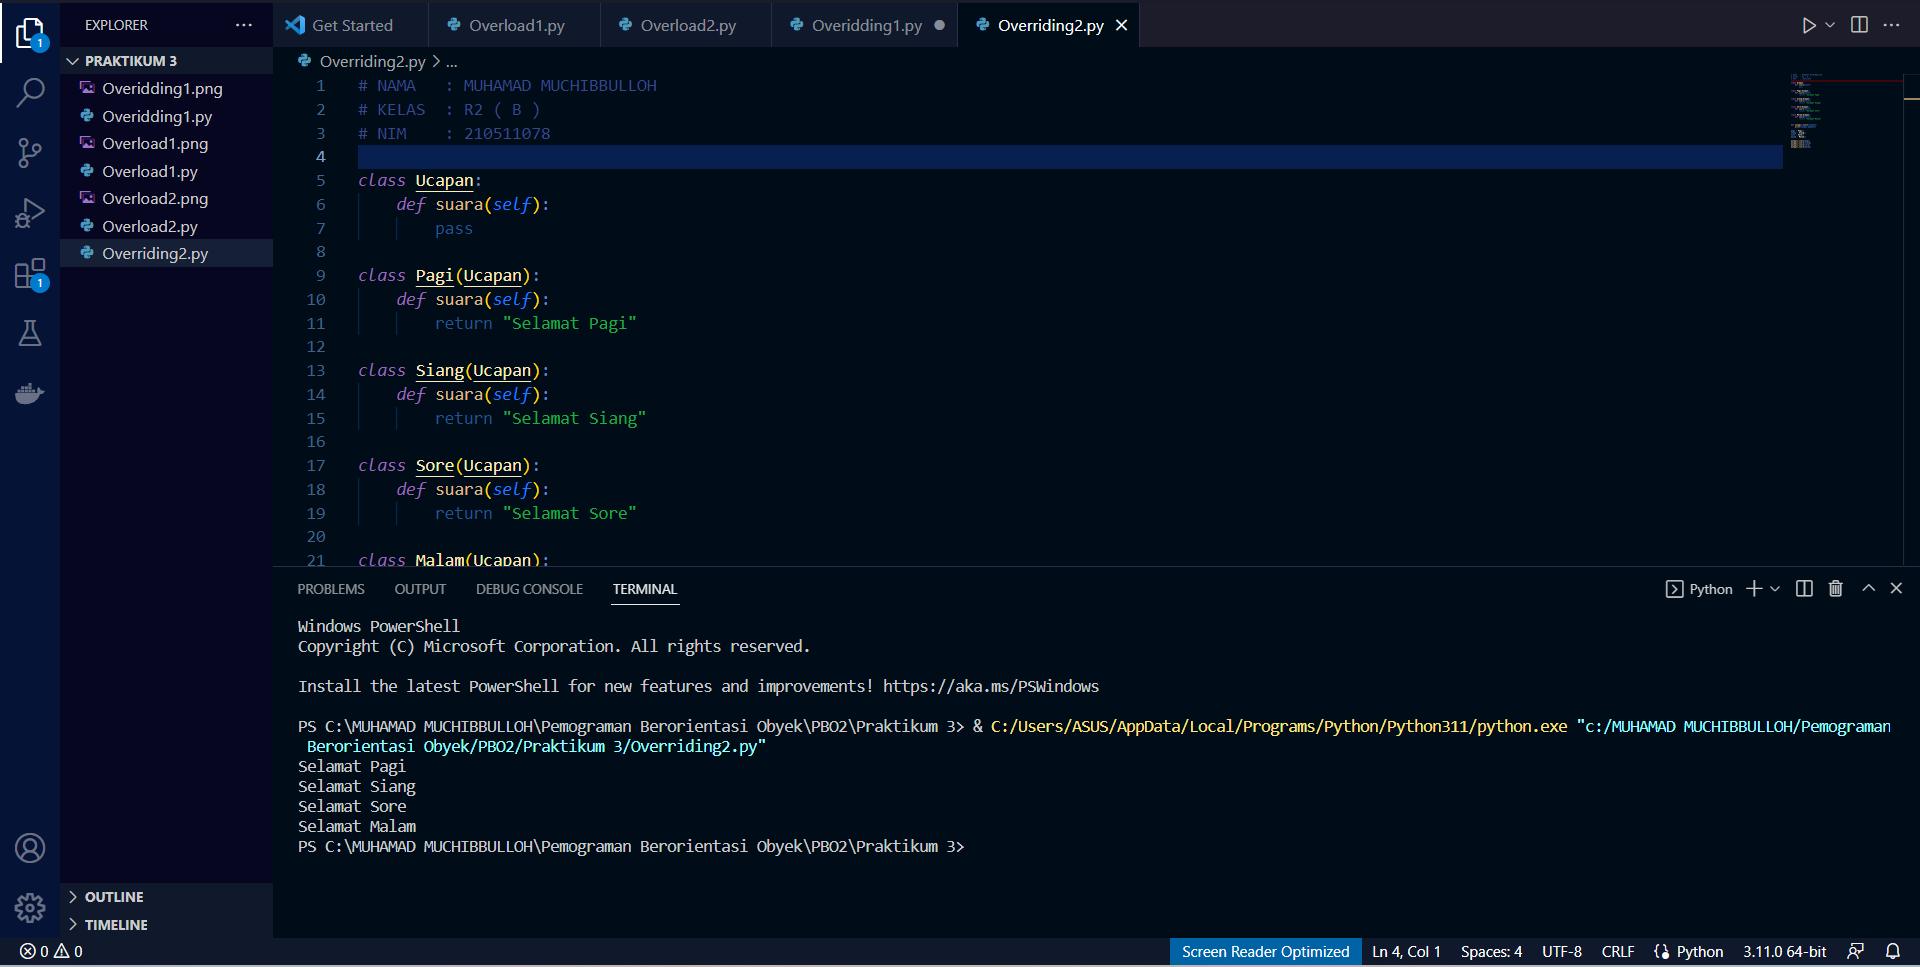 EXPLORER ...
1
1
PRAKTIKUM 3
Overidding1.png
Overidding1.py
Overload1.png
Overload1.py
Overload2.png
Overload2.py
Overriding2.py
OUTLINE
TIMELINE
Get Started Overload1.py Overload2.py Overidding1.py Overriding2.py
Overriding2.py > ...
1 # NAMA : MUHAMAD MUCHIBBULLOH
2 # KELAS : R2 ( B )
3 # NIM : 210511078
4
5 class Ucapan:
6 def suara(self):
7 pass
8
9 class Pagi(Ucapan):
10 def suara(self):
11 return "Selamat Pagi"
12
13 class Siang(Ucapan):
14 def suara(self):
15 return "Selamat Siang"
16
17 class Sore(Ucapan):
18 def suara(self):
19 return "Selamat Sore"
20
21 class Malam(Ucapan):
PROBLEMS OUTPUT DEBUG CONSOLE TERMINAL Python
Windows PowerShell
Copyright (C) Microsoft Corporation. All rights reserved.
Install the latest PowerShell for new features and improvements! https://aka.ms/PSWindows
PS C:\MUHAMAD MUCHIBBULLOH\Pemograman Berorientasi Obyek\PBO2\Praktikum 3> & C:/Users/ASUS/AppData/Local/Programs/Python/Python311/python.exe "c:/MUHAMAD MUCHIBBULLOH/Pemograman
Berorientasi Obyek/PBO2/Praktikum 3/Overriding2.py"
Selamat Pagi
Selamat Siang
Selamat Sore
Selamat Malam
PS C:\MUHAMAD MUCHIBBULLOH\Pemograman Berorientasi Obyek\PBO2\Praktikum 3>
0 0 Screen Reader Optimized Ln 4, Col 1 Spaces: 4 UTF-8 CRLF Python 3.11.0 64-bit